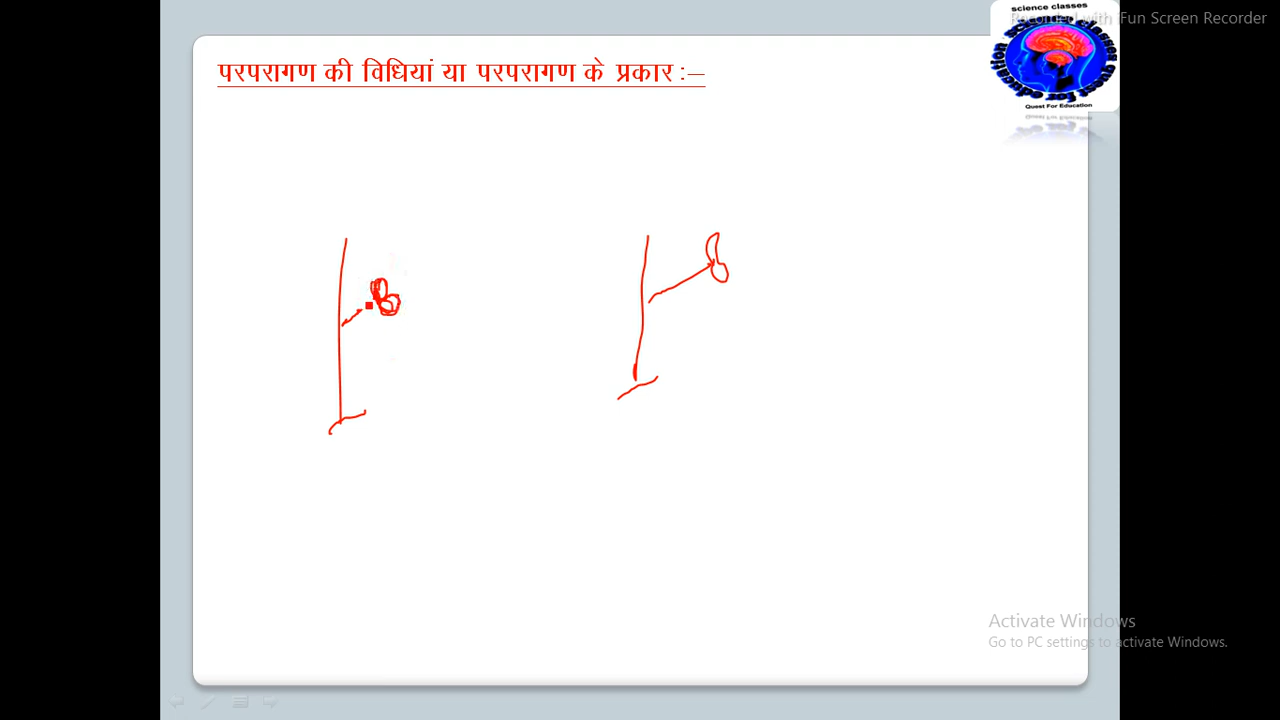 science classes
Recorded with iFun Screen Recorder
परपरागण की विधियां या परपरागण के प्रकार :–
Quest For Education
Activate Windows
Go to PC settings to activate Windows.